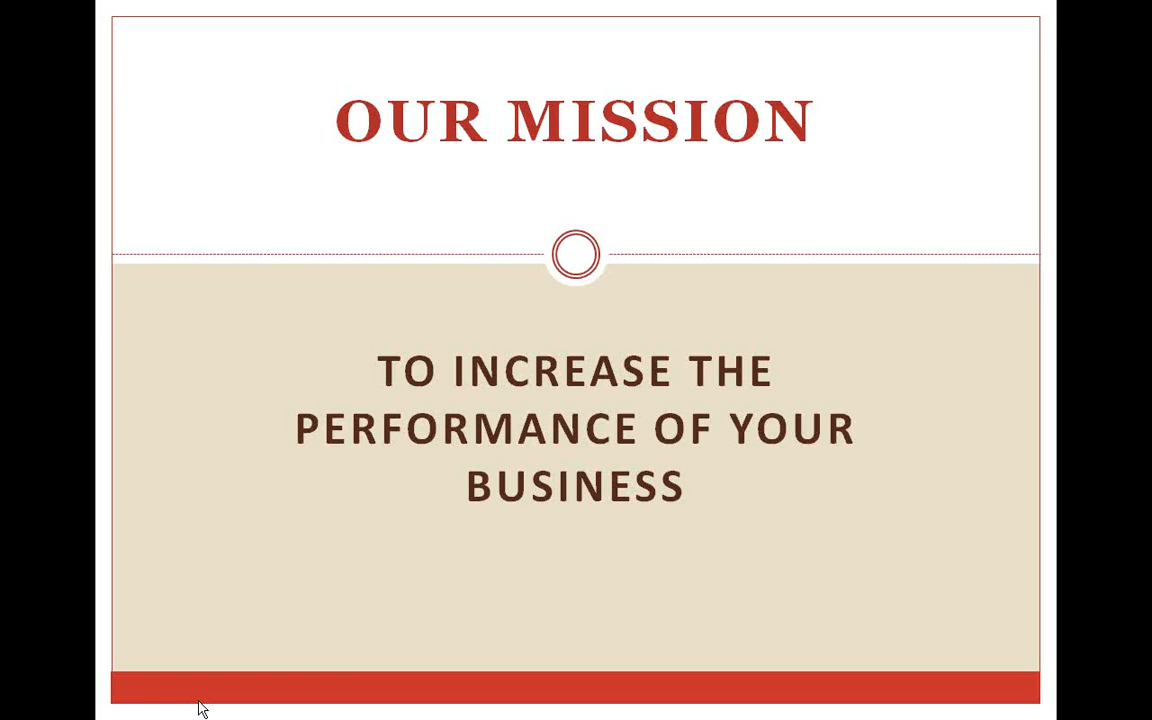 OUR MISSION
TO INCREASE THE
PERFORMANCE OF YOUR
BUSINESS